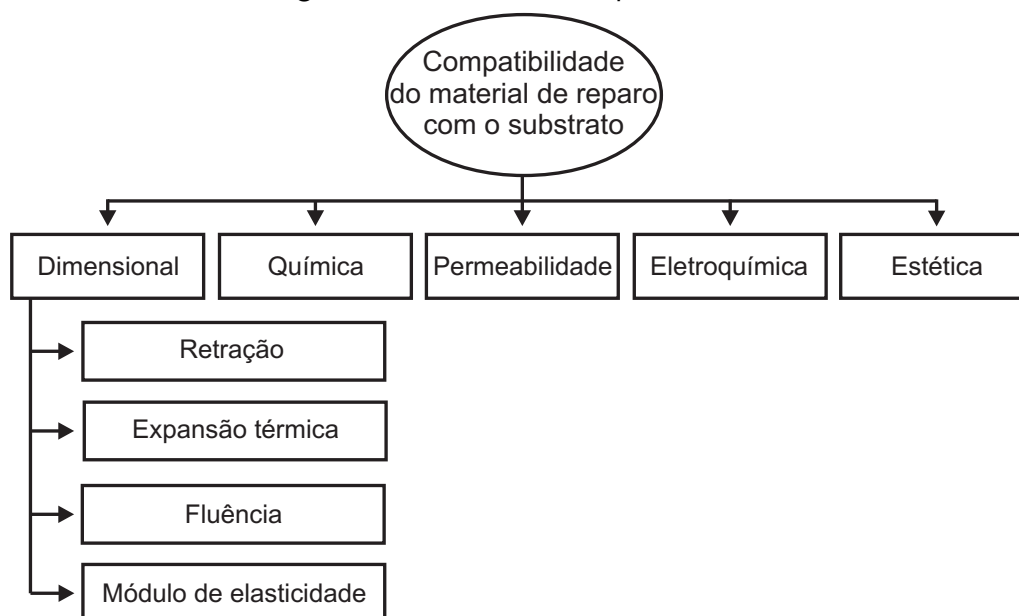 Compatibilidade
do material de reparo
com o substrato
Dimensional
Química
Permeabilidade
Eletroquímica
Estética
Retração
Expansão térmica
Fluência
Módulo de elasticidade